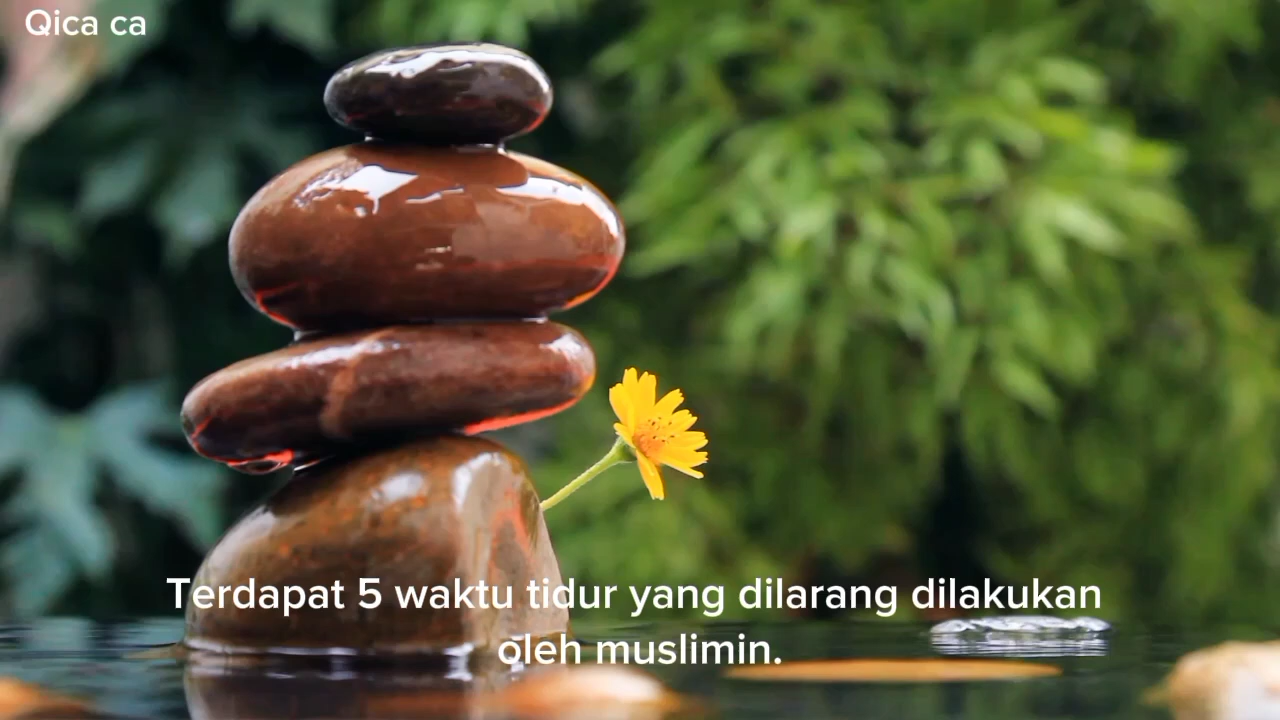 Qica ca
Terdapat 5 waktu tidur yang dilarang dilakukan
oleh muslimin.